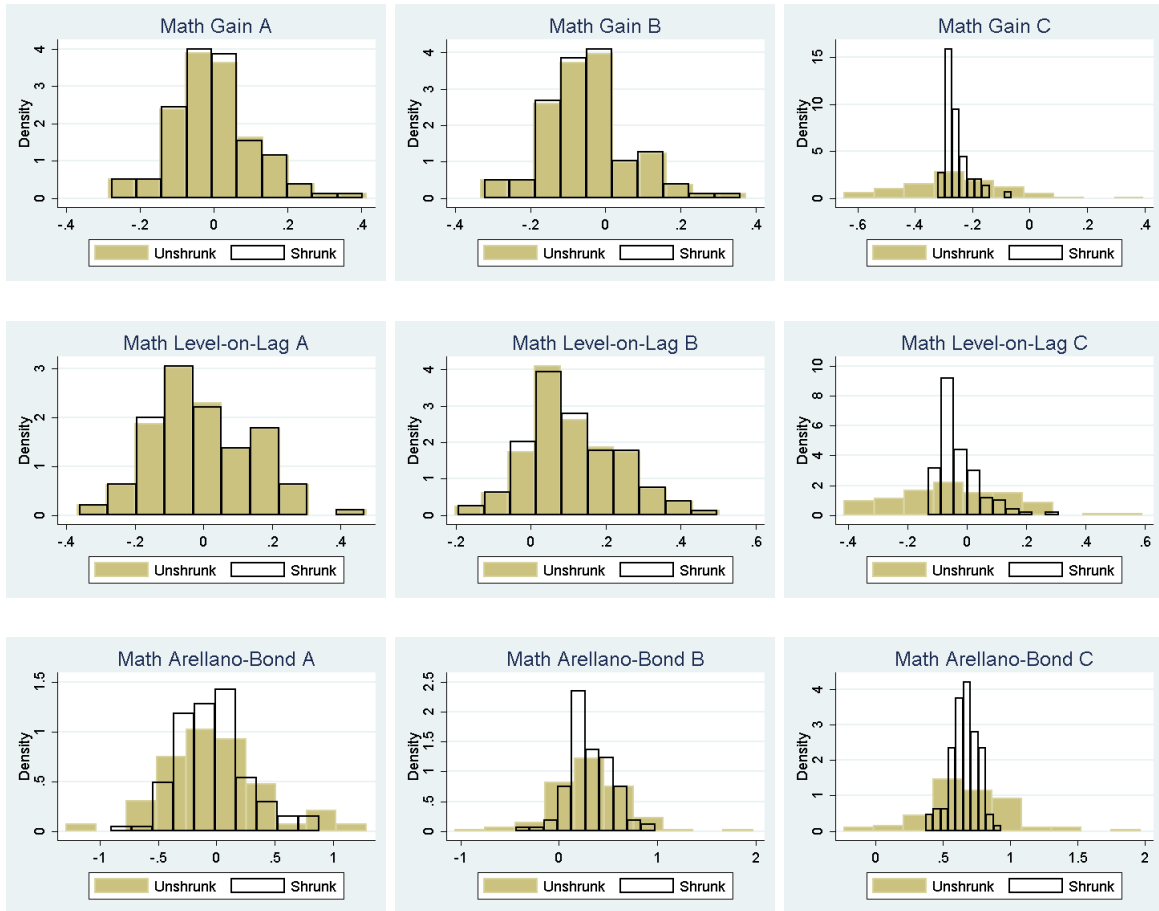 Math Gain A
Density
4
3
2
1
0
-.4
-.2
0
.2
.4
Unshrunk
Shrunk
Math Gain B
Density
4
3
2
1
0
-.4
-.2
0
.2
.4
Unshrunk
Shrunk
Math Gain C
Density
15
10
5
0
-.6
-.4
-.2
0
.2
.4
Unshrunk
Shrunk
Math Level-on-Lag A
Density
3
2
1
0
-.4
-.2
0
.2
.4
Unshrunk
Shrunk
Math Level-on-Lag B
Density
4
3
2
1
0
-.2
0
.2
.4
.6
Unshrunk
Shrunk
Math Level-on-Lag C
Density
10
8
6
4
2
0
-.4
-.2
0
.2
.4
.6
Unshrunk
Shrunk
Math Arellano-Bond A
Density
1.5
1
.5
0
-1
-.5
0
.5
1
Unshrunk
Shrunk
Math Arellano-Bond B
Density
2.5
2
1.5
1
.5
0
-1
0
1
2
Unshrunk
Shrunk
Math Arellano-Bond C
Density
4
3
2
1
0
0
.5
1
1.5
2
Unshrunk
Shrunk